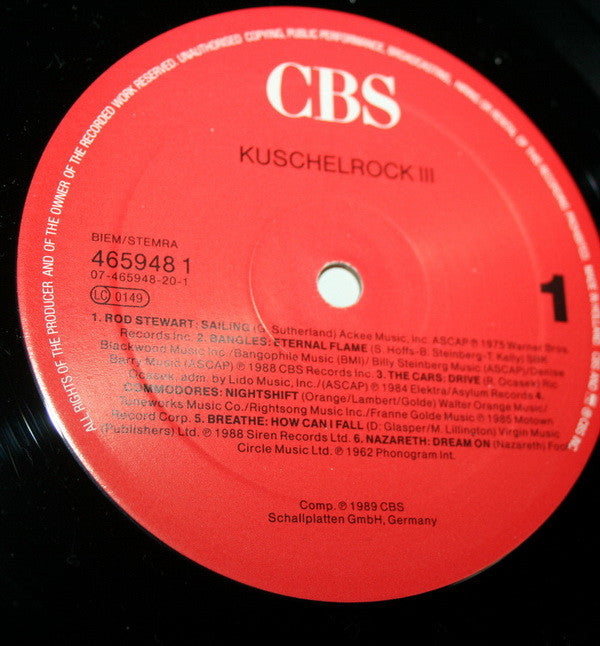 ALL RIGHTS OF THE PRODUCER AND OF THE OWNER OF THE RECORDED WORK RESERVED. UNAUTHORISED COPYING, PUBLIC PERFORMANCE, BROADCASTING,
CBS
KUSCHELROCK III
BIEM/STEMRA
465948 1
07-465948-20-1
LC 0149
1
1. ROD STEWART: SAILING (G. Sutherland) Ackee Music, Inc. ASCAP ℗ 1975 Warner Bros.
Records Inc. 2. BANGLES: ETERNAL FLAME (S. Hoffs-B. Steinberg-T. Kelly) SBK
Blackwood Music Inc./Bangophile Music (BMI)/Billy Steinberg Music (ASCAP)/Denise
Barry Music (ASCAP) ℗ 1988 CBS Records Inc. 3. THE CARS: DRIVE (R. Ocasek) Ric
Ocasek adm. by Lido Music, Inc./(ASCAP) ℗ 1984 Elektra/Asylum Records 4.
COMMODORES: NIGHTSHIFT (Orange/Lambert/Golde) Walter Orange Music/
Tuneworks Music Co./Rightsong Music Inc./Franne Golde Music ℗ 1985 Motown
Record Corp. 5. BREATHE: HOW CAN I FALL (D. Glasper/M. Lillington) Virgin Music
(Publishers) Ltd. ℗ 1988 Siren Records Ltd. 6. NAZARETH: DREAM ON (Nazareth) Fool
Circle Music Ltd. ℗ 1962 Phonogram Int.
Comp. ℗ 1989 CBS
Schallplatten GmbH, Germany